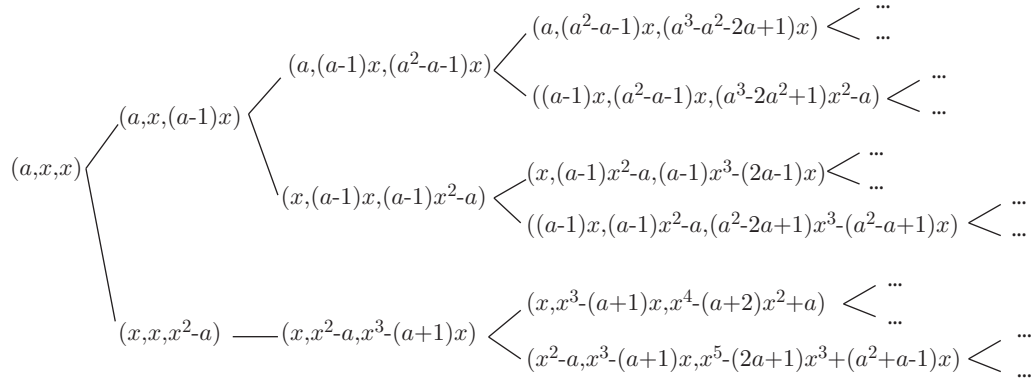 ...
(a,(a²-a-1)x,(a³-a²-2a+1)x)
...
(a,(a-1)x,(a²-a-1)x)
...
((a-1)x,(a²-a-1)x,(a³-2a²+1)x²-a)
(a,x,(a-1)x)
...
...
(a,x,x)
(x,(a-1)x²-a,(a-1)x³-(2a-1)x)
...
(x,(a-1)x,(a-1)x²-a)
...
((a-1)x,(a-1)x²-a,(a²-2a+1)x³-(a²-a+1)x)
...
...
(x,x³-(a+1)x,x⁴-(a+2)x²+a)
...
(x,x,x²-a)
(x,x²-a,x³-(a+1)x)
...
(x²-a,x³-(a+1)x,x⁵-(2a+1)x³+(a²+a-1)x)
...